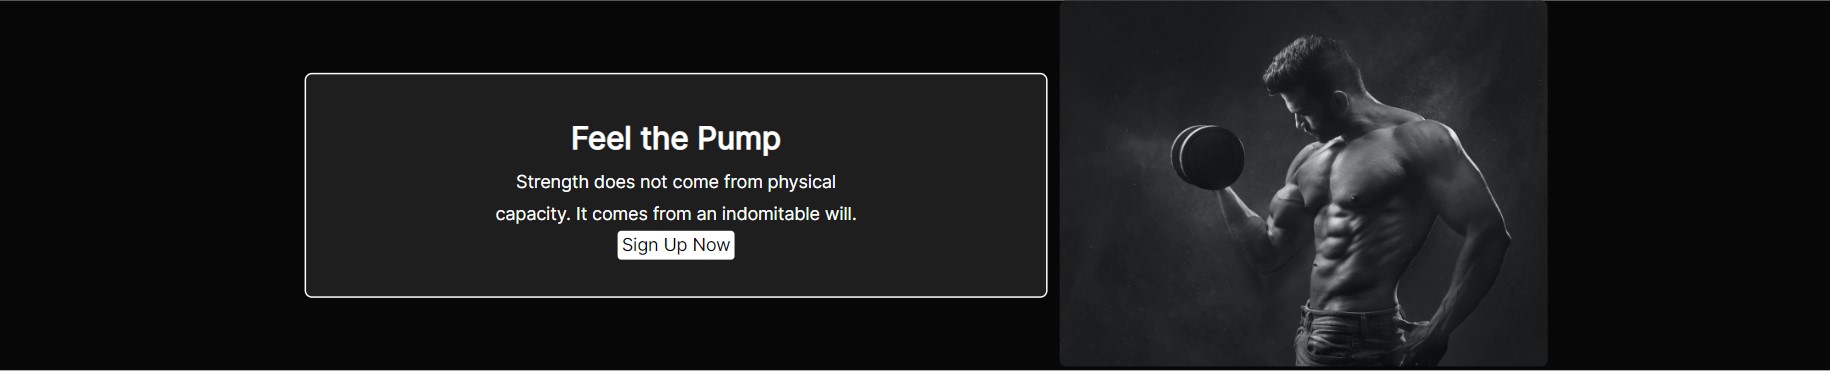 Feel the Pump
Strength does not come from physical
capacity. It comes from an indomitable will.
Sign Up Now